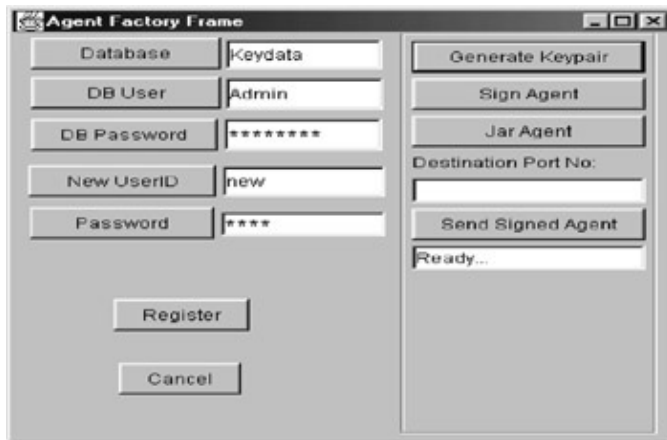 Agent Factory Frame
Database
Keydata
DB User
Admin
DB Password
********
New UserID
new
Password
****
Register
Cancel
Generate Keypair
Sign Agent
Jar Agent
Destination Port No:
Send Signed Agent
Ready...